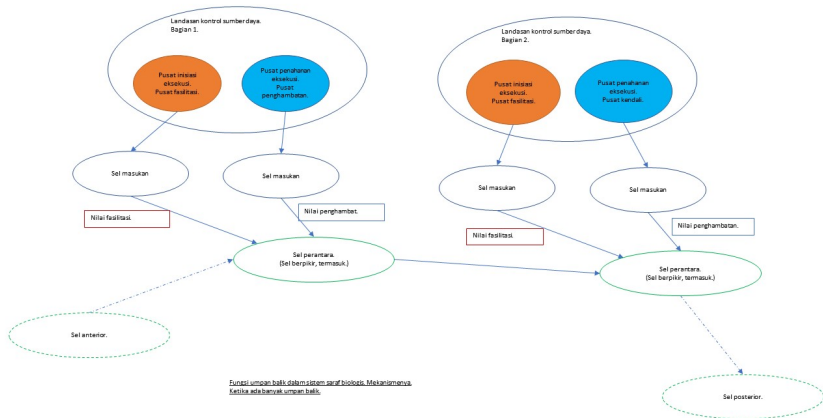 Landasan kontrol sumber daya.
Bagian 1.
Pusat inisiasi
eksekusi.
Pusat fasilitasi.
Pusat penahanan
eksekusi.
Pusat
penghambatan.
Sel masukan
Sel masukan
Nilai fasilitasi.
Nilai penghambat.
Sel perantara.
(Sel berpikir, termasuk.)
Sel anterior.
Landasan kontrol sumber daya.
Bagian 2.
Pusat inisiasi
eksekusi.
Pusat fasilitasi.
Pusat penahanan
eksekusi.
Pusat kendali.
Sel masukan
Sel masukan
Nilai fasilitasi.
Nilai penghambatan.
Sel perantara.
(Sel berpikir, termasuk.)
Sel posterior.
Fungsi umpan balik dalam sistem saraf biologis. Mekanismenya.
Ketika ada banyak umpan balik.